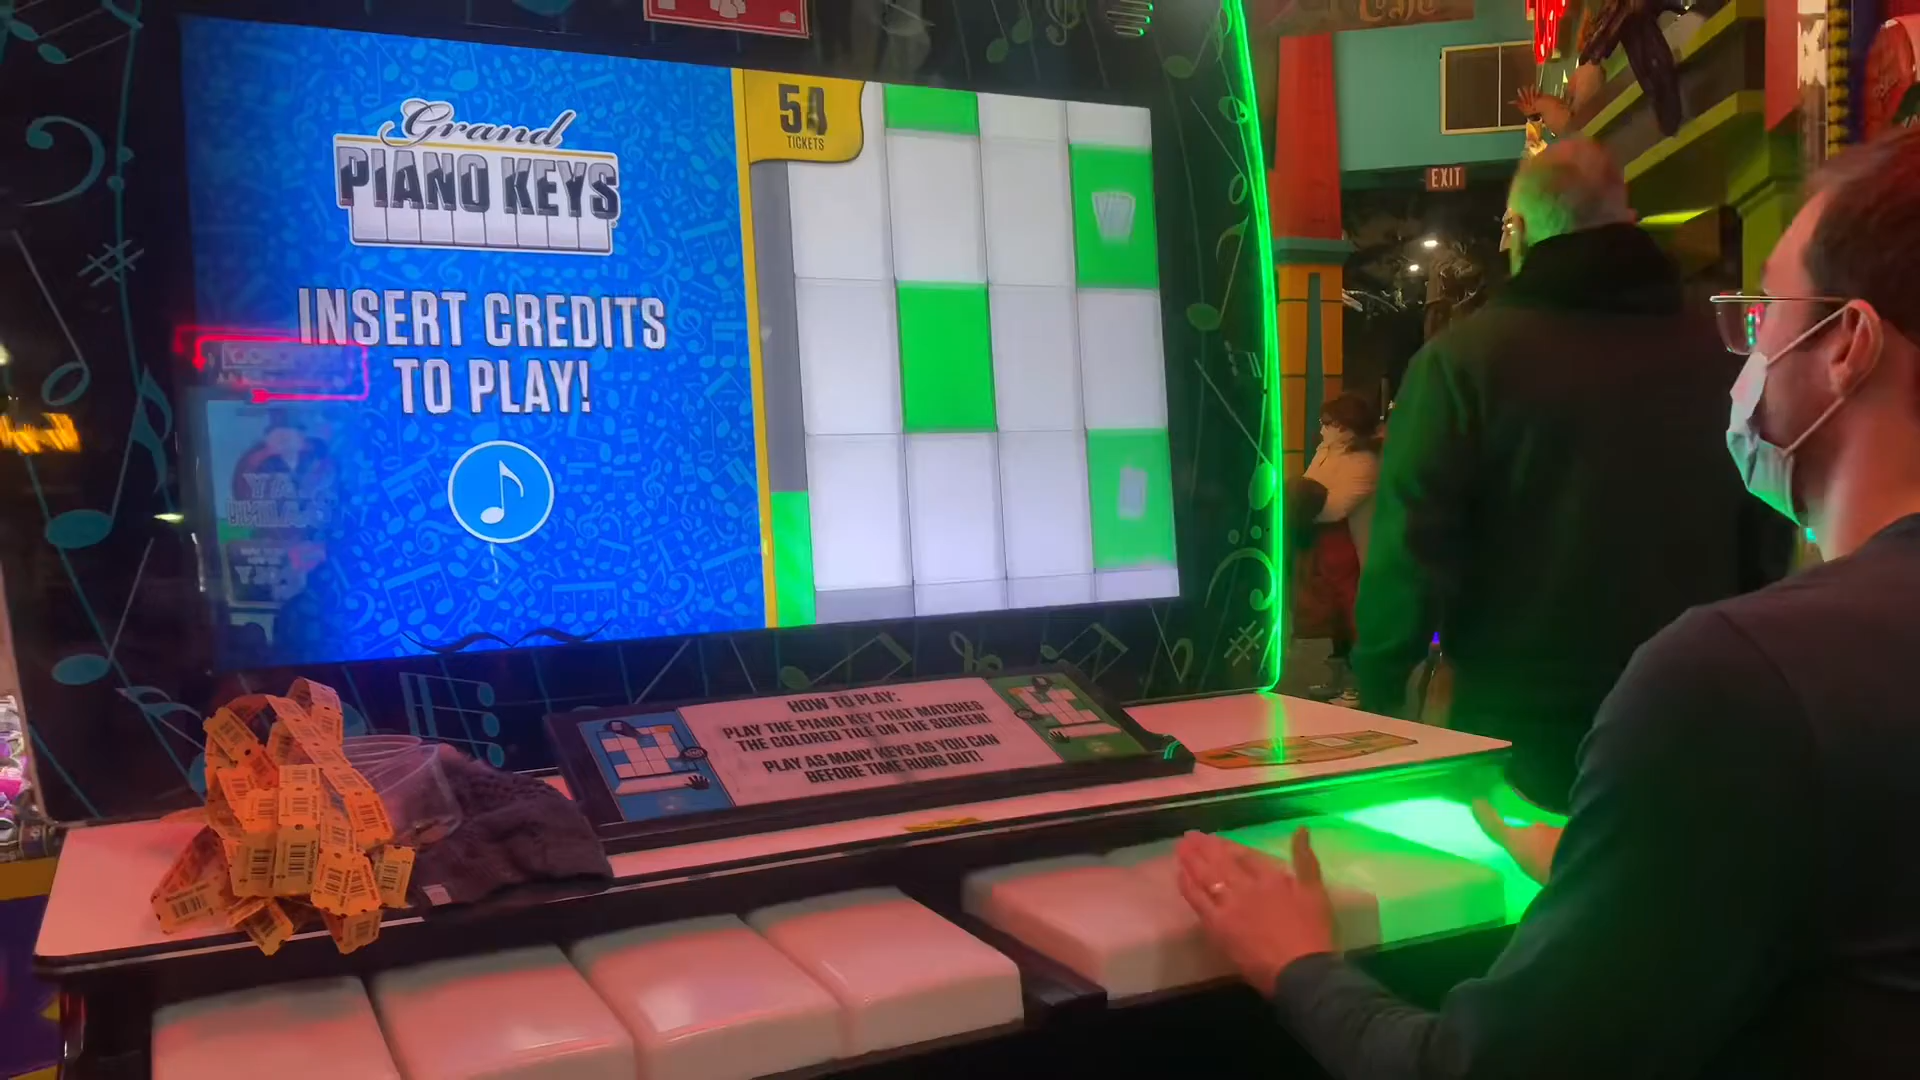 Grand
PIANO KEYS
INSERT CREDITS
TO PLAY!
TICKETS
EXIT
HOW TO PLAY:
PLAY THE PIANO KEY THAT MATCHES
THE COLORED TILE ON THE SCREEN!
PLAY AS MANY KEYS AS YOU CAN
BEFORE TIME RUNS OUT!